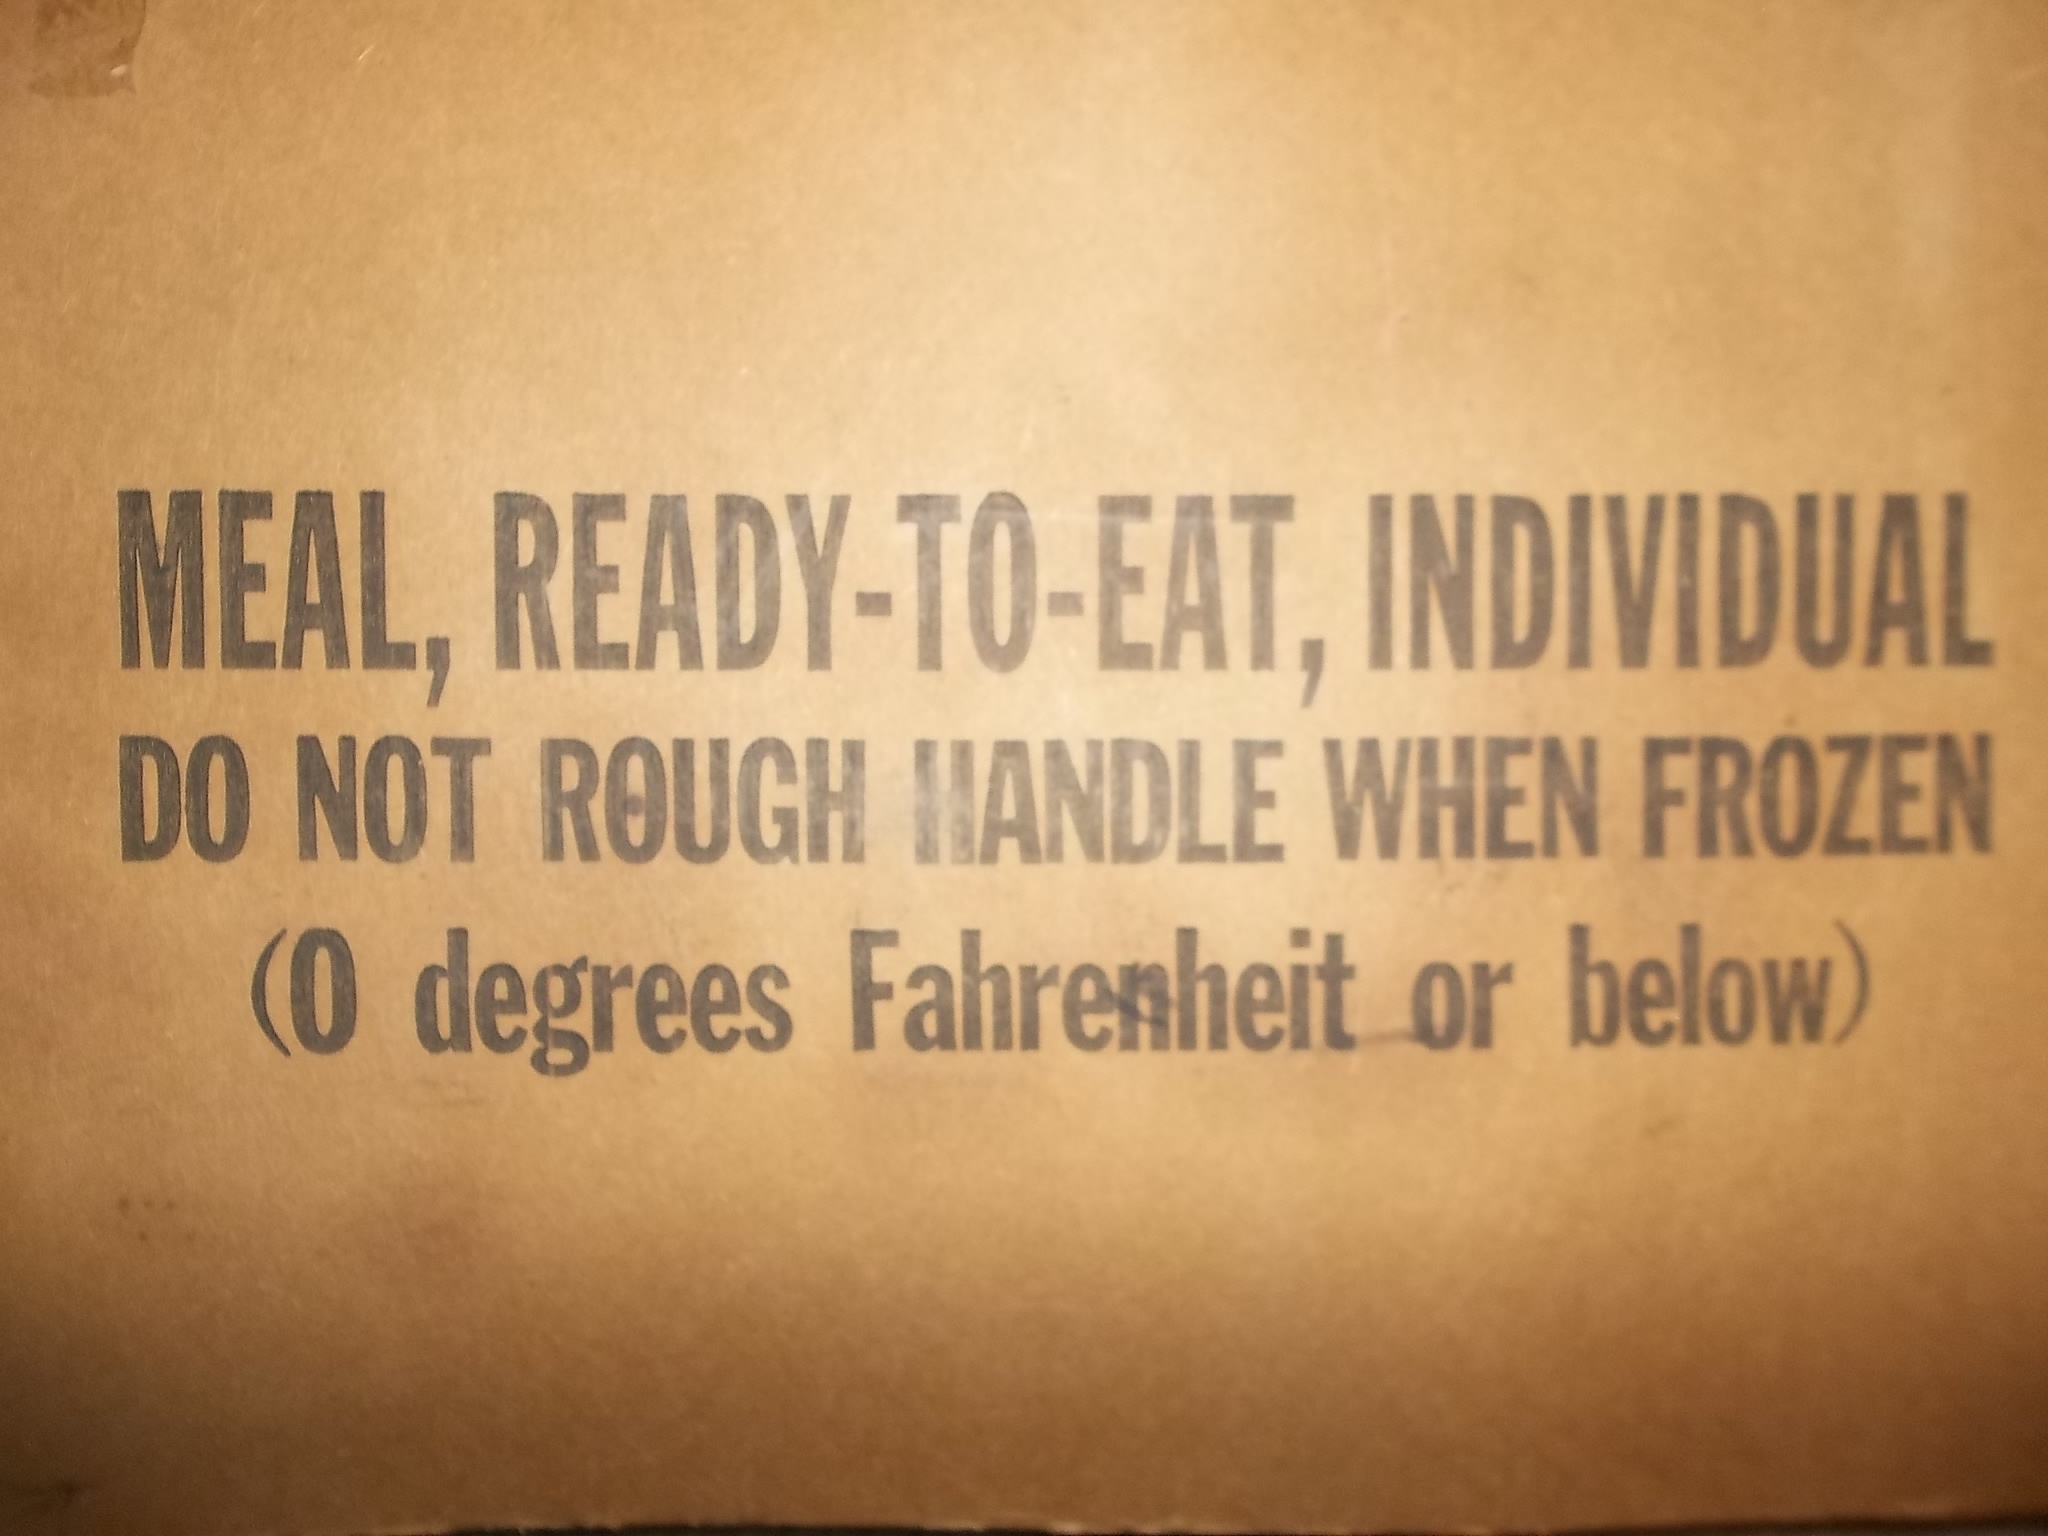 MEAL, READY-TO-EAT, INDIVIDUAL
DO NOT ROUGH HANDLE WHEN FROZEN
(0 degrees Fahrenheit or below)